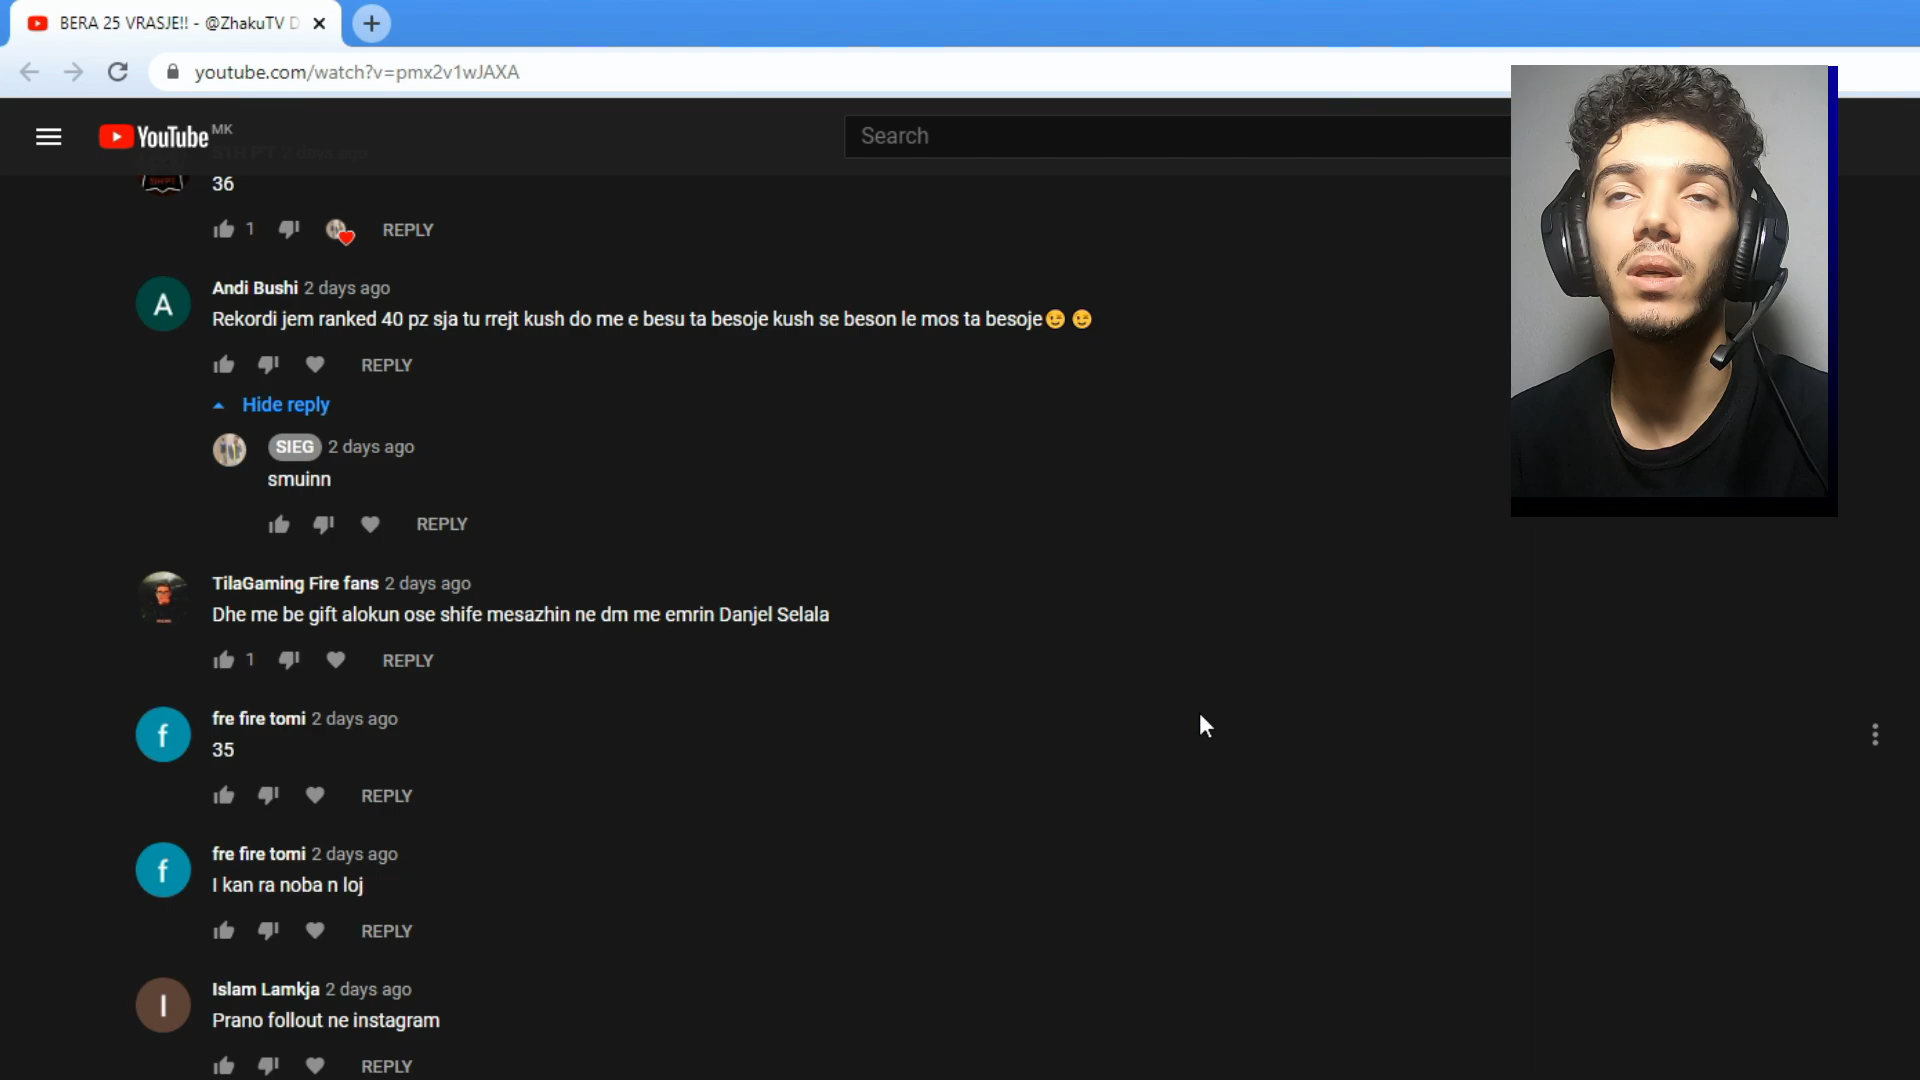 BERA 25 VRASJE!! - @ZhakuTV D
youtube.com/watch?v=pmx2v1wJAXA
YouTube MK
Search
S1H PT 2 days ago
36
1 REPLY
A
Andi Bushi 2 days ago
Rekordi jem ranked 40 pz sja tu rrejt kush do me e besu ta besoje kush se beson le mos ta besoje😉 😉
REPLY
Hide reply
SIEG 2 days ago
smuinn
REPLY
TilaGaming Fire fans 2 days ago
Dhe me be gift alokun ose shife mesazhin ne dm me emrin Danjel Selala
1 REPLY
f
fre fire tomi 2 days ago
35
REPLY
f
fre fire tomi 2 days ago
I kan ra noba n loj
REPLY
I
Islam Lamkja 2 days ago
Prano follout ne instagram
REPLY